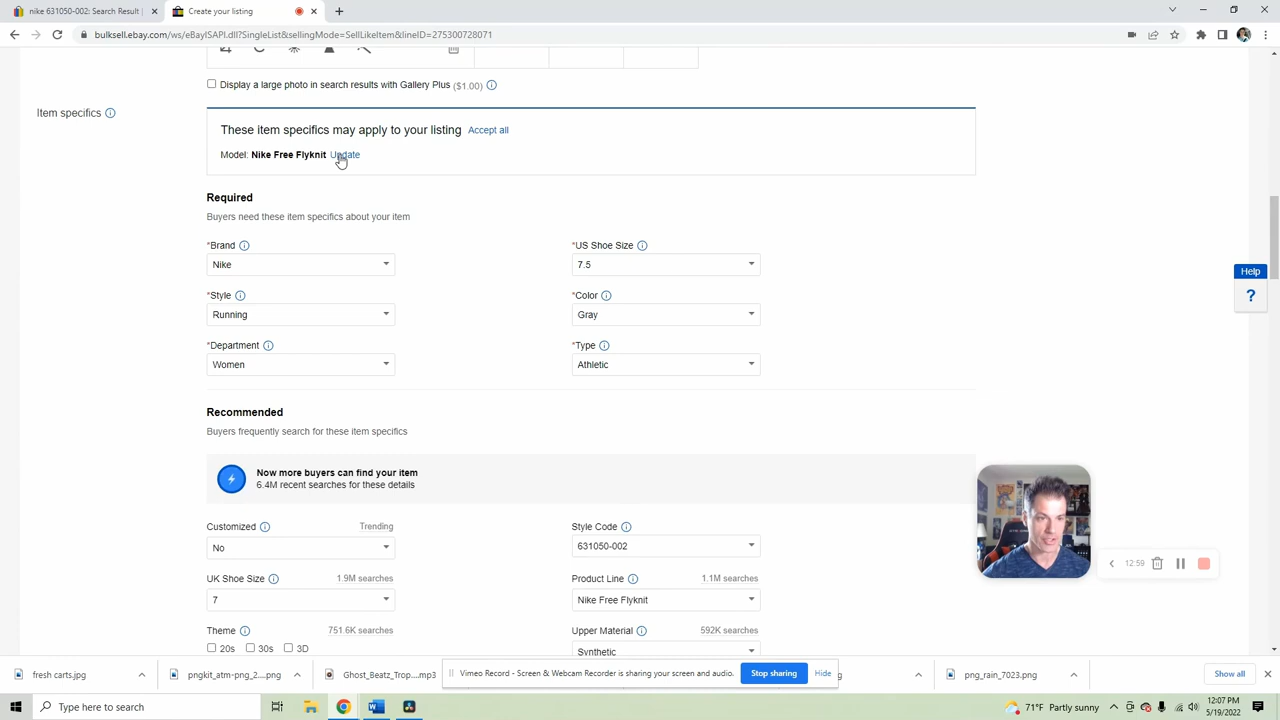 nike 631050-002: Search Result |
Create your listing
bulksell.ebay.com/ws/eBayISAPI.dll?SingleList&sellingMode=SellLikeItem&lineID=275300728071
Display a large photo in search results with Gallery Plus ($1.00)
Item specifics
These item specifics may apply to your listing Accept all
Model: Nike Free Flyknit Update
Required
Buyers need these item specifics about your item
*Brand *US Shoe Size
Nike 7.5
*Style *Color
Running Gray
*Department *Type
Women Athletic
Help
?
Recommended
Buyers frequently search for these item specifics
Now more buyers can find your item
6.4M recent searches for these details
Customized Trending Style Code
No 631050-002
UK Shoe Size 1.9M searches Product Line 1.1M searches
7 Nike Free Flyknit
Theme 751.6K searches Upper Material 592K searches
20s 30s 3D Synthetic
12:59
fresh carts.jpg
pngkit_atm-png_2....png
Ghost_Beatz_Trop....mp3
Vimeo Record - Screen & Webcam Recorder is sharing your screen and audio.
Stop sharing
Hide
png_rain_7023.png
Show all
Type here to search
71°F Partly sunny
12:07 PM
5/19/2022